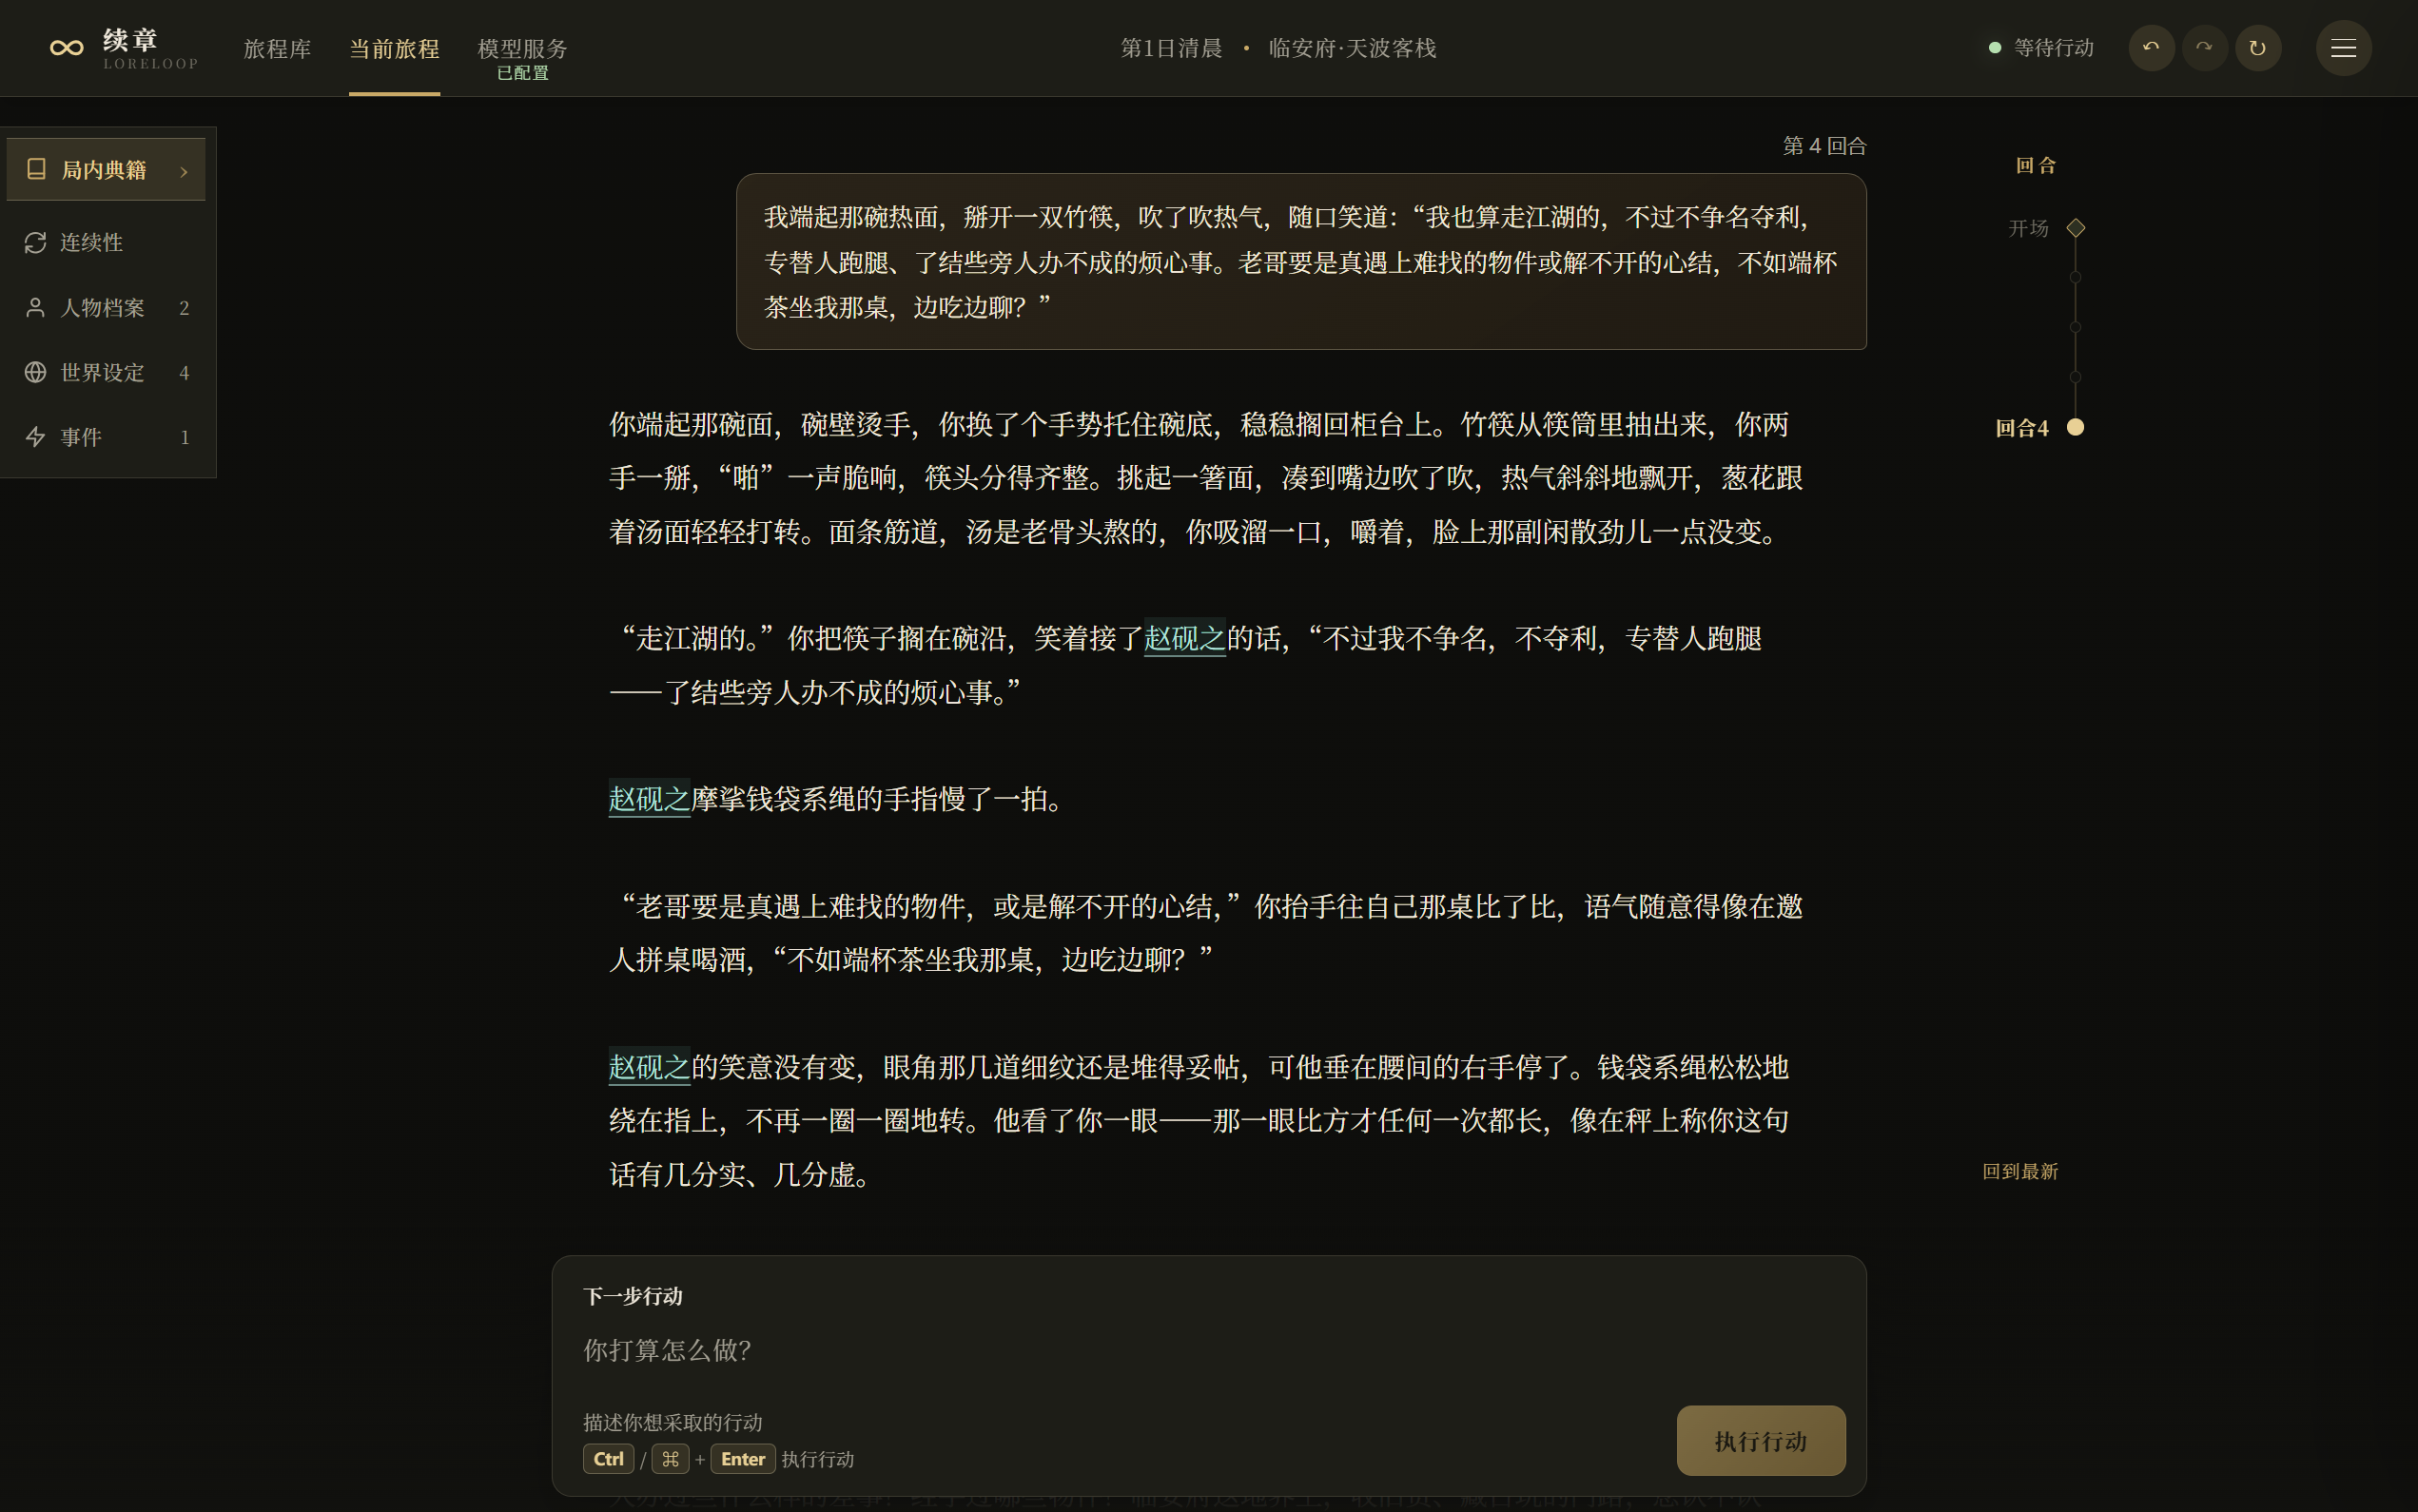 续章
LORELOOP
旅程库
当前旅程
模型服务
已配置
第1日清晨 • 临安府·天波客栈
等待行动
局内典籍
连续性
人物档案 2
世界设定 4
事件 1
第 4 回合
我端起那碗热面，掰开一双竹筷，吹了吹热气，随口笑道：“我也算走江湖的，不过不争名夺利，
专替人跑腿、了结些旁人办不成的烦心事。老哥要是真遇上难找的物件或解不开的心结，不如端杯
茶坐我那桌，边吃边聊？”
你端起那碗面，碗壁烫手，你换了个手势托住碗底，稳稳搁回柜台上。竹筷从筷筒里抽出来，你两
手一掰，“啪”一声脆响，筷头分得齐整。挑起一箸面，凑到嘴边吹了吹，热气斜斜地飘开，葱花跟
着汤面轻轻打转。面条筋道，汤是老骨头熬的，你吸溜一口，嚼着，脸上那副闲散劲儿一点没变。
“走江湖的。”你把筷子搁在碗沿，笑着接了赵砚之的话，“不过我不争名，不夺利，专替人跑腿
——了结些旁人办不成的烦心事。”
赵砚之摩挲钱袋系绳的手指慢了一拍。
“老哥要是真遇上难找的物件，或是解不开的心结，”你抬手往自己那桌比了比，语气随意得像在邀
人拼桌喝酒，“不如端杯茶坐我那桌，边吃边聊？”
赵砚之的笑意没有变，眼角那几道细纹还是堆得妥帖，可他垂在腰间的右手停了。钱袋系绳松松地
绕在指上，不再一圈一圈地转。他看了你一眼——那一眼比方才任何一次都长，像在秤上称你这句
话有几分实、几分虚。
回合
开场
回合4
回到最新
下一步行动
你打算怎么做？
描述你想采取的行动
Ctrl / ⌘ + Enter 执行行动
执行行动